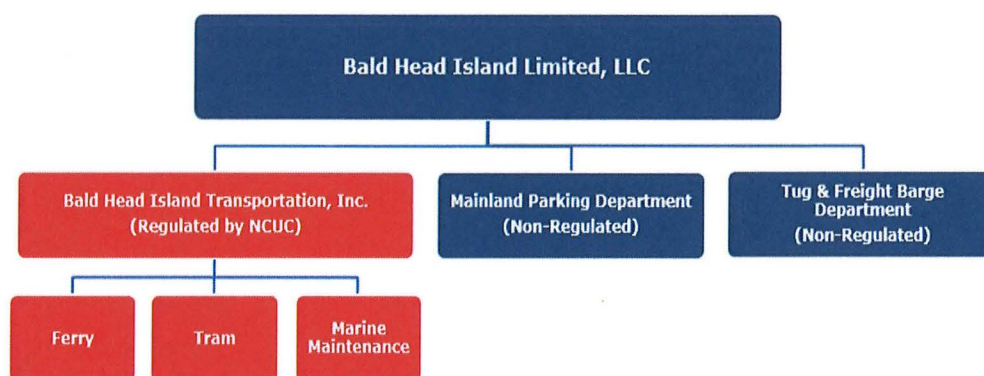 Bald Head Island Limited, LLC
Bald Head Island Transportation, Inc.
(Regulated by NCUC)
Mainland Parking Department
(Non-Regulated)
Tug & Freight Barge
Department
(Non-Regulated)
Ferry
Tram
Marine
Maintenance